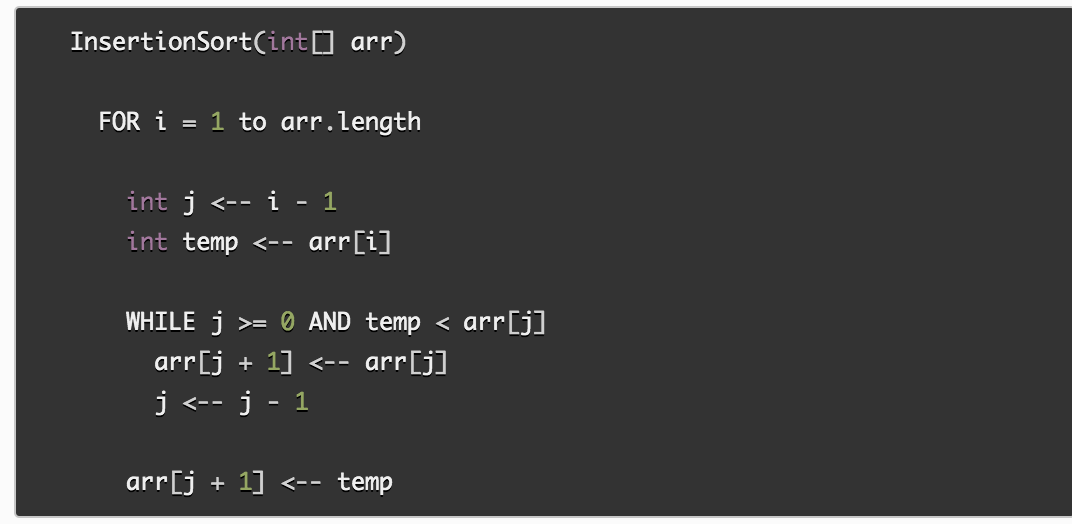 InsertionSort(int[] arr)
FOR i = 1 to arr.length
int j <-- i - 1
int temp <-- arr[i]
WHILE j >= 0 AND temp < arr[j]
arr[j + 1] <-- arr[j]
j <-- j - 1
arr[j + 1] <-- temp